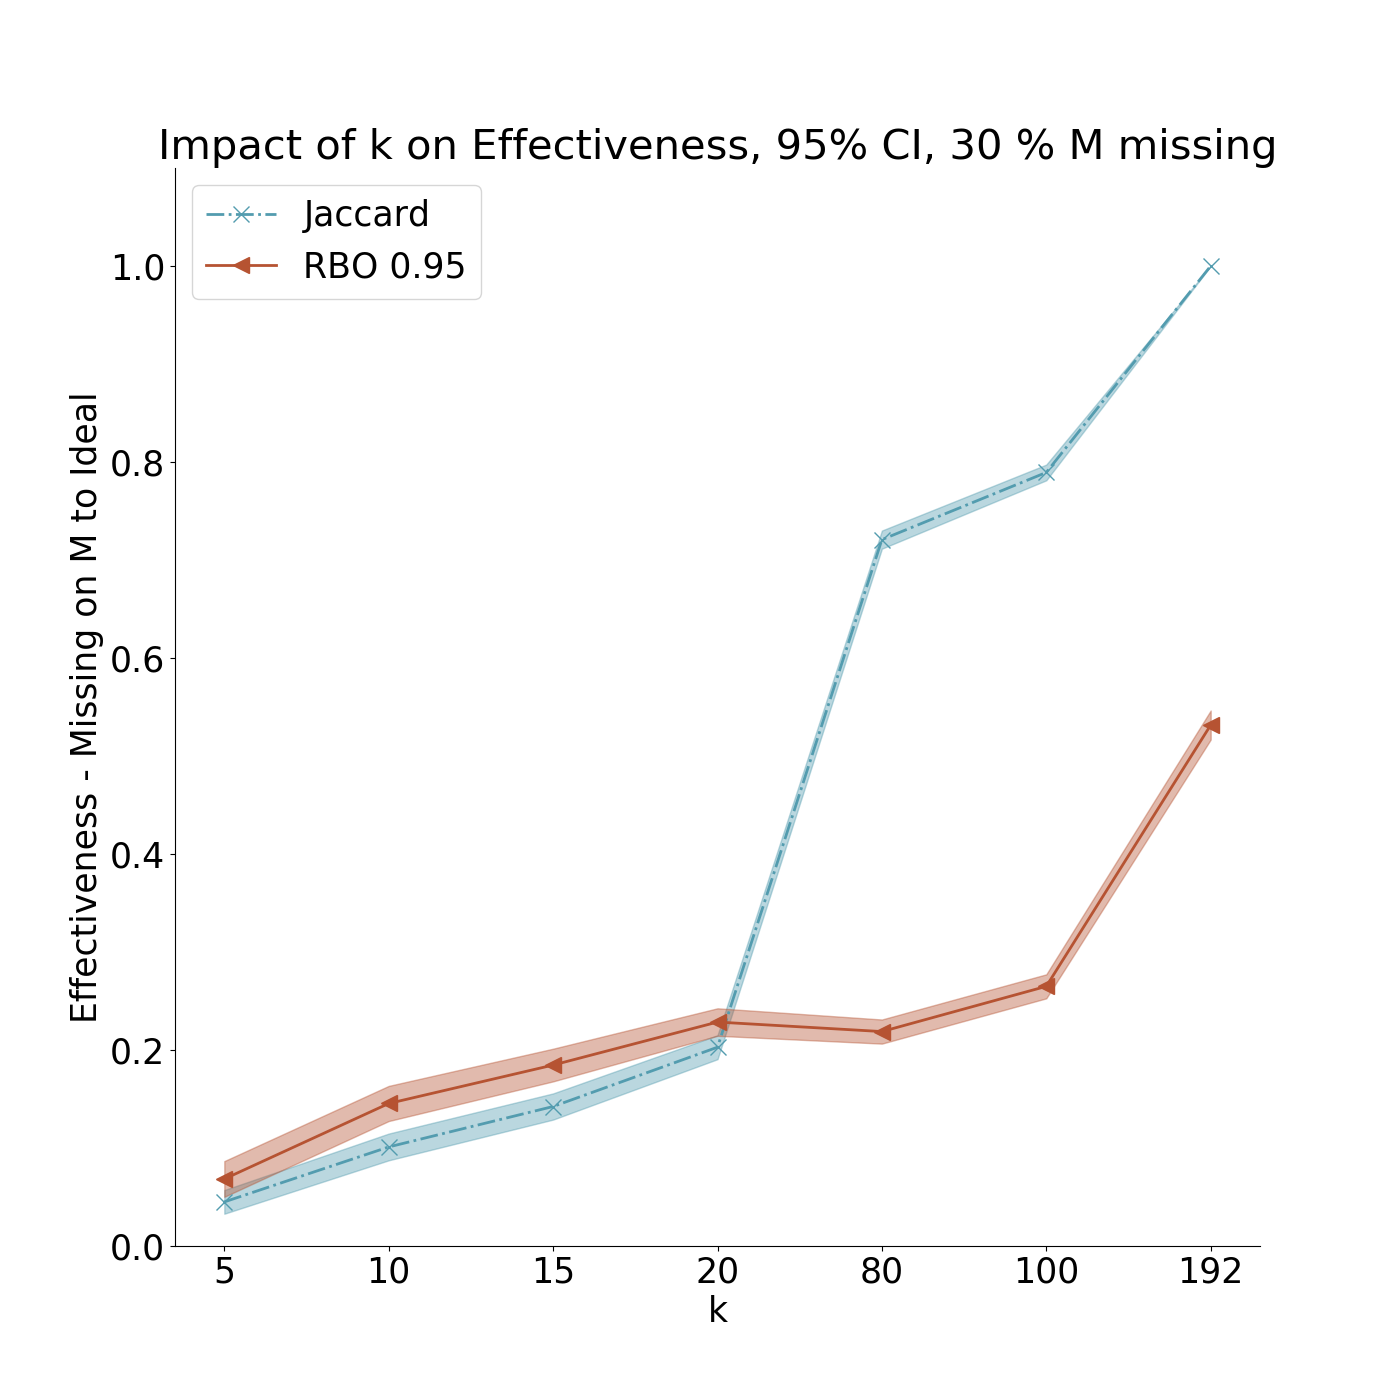 Impact of k on Effectiveness, 95% CI, 30 % M missing
Jaccard
RBO 0.95
Effectiveness - Missing on M to Ideal
1.0
0.8
0.6
0.4
0.2
0.0
5 10 15 20 80 100 192
k